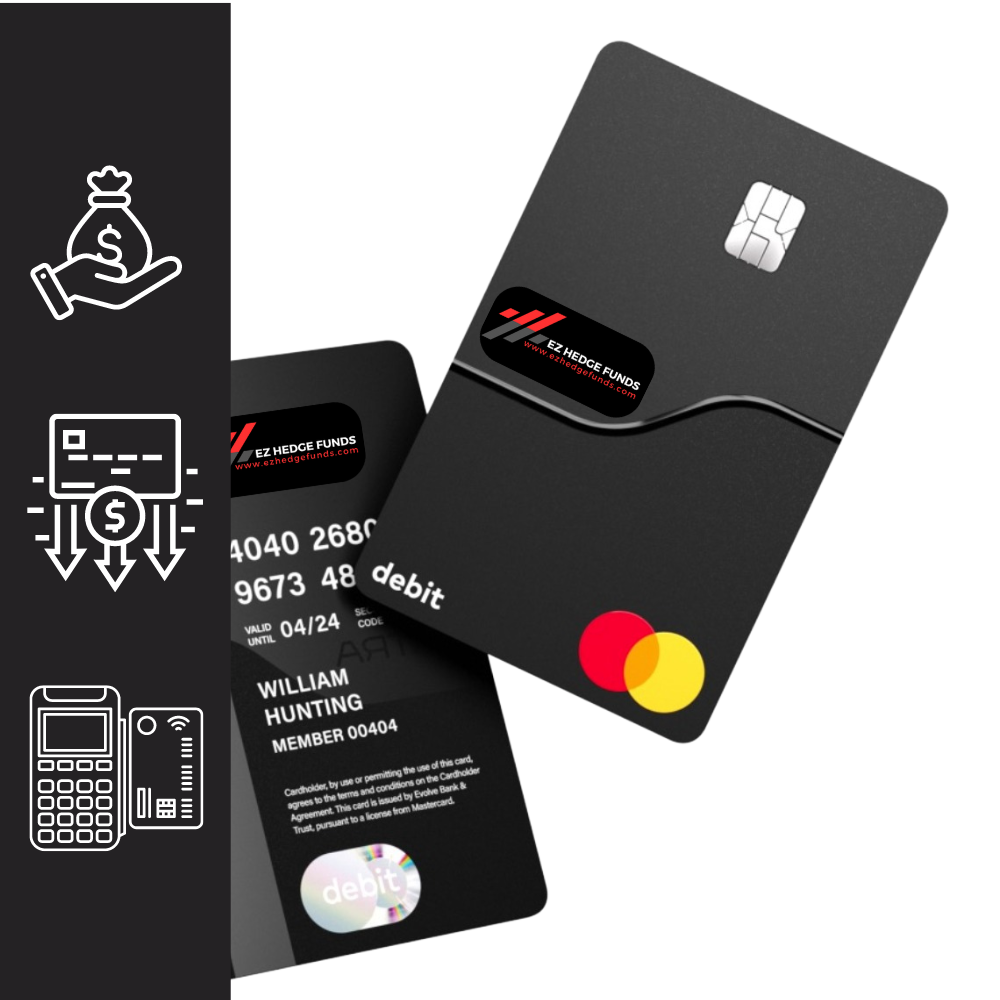 $
$
EZ HEDGE FUNDS
www.ezhedgefunds.com
debit
EZ HEDGE FUNDS
www.ezhedgefunds.com
4040 2680
9673 48
VALID
UNTIL 04/24
CODE
WILLIAM
HUNTING
MEMBER 00404
Cardholder, by use or permitting the use of this card,
agrees to the terms and conditions on the Cardholder
Agreement. This card is issued by Evolve Bank &
Trust, pursuant to a license from Mastercard.
debit